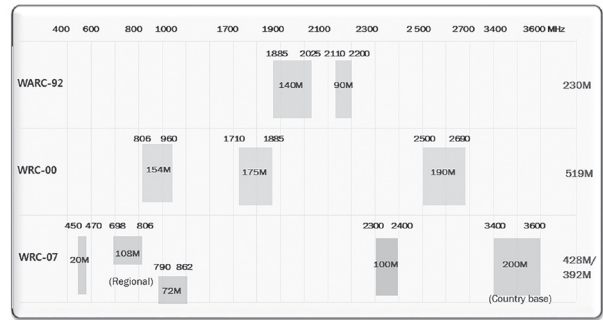 400 600 800 1000 1700 1900 2100 2300 2500 2700 3400 3600 MHz
1885 2025 2110 2200
WARC-92 140M 90M 230M
806 960 1710 1885 2500 2690
WRC-00 154M 175M 190M 519M
450 470 698 806 2300 2400 3400 3600
WRC-07 20M 108M 100M 200M 428M/
392M
790 862
(Regional) 72M
(Country base)